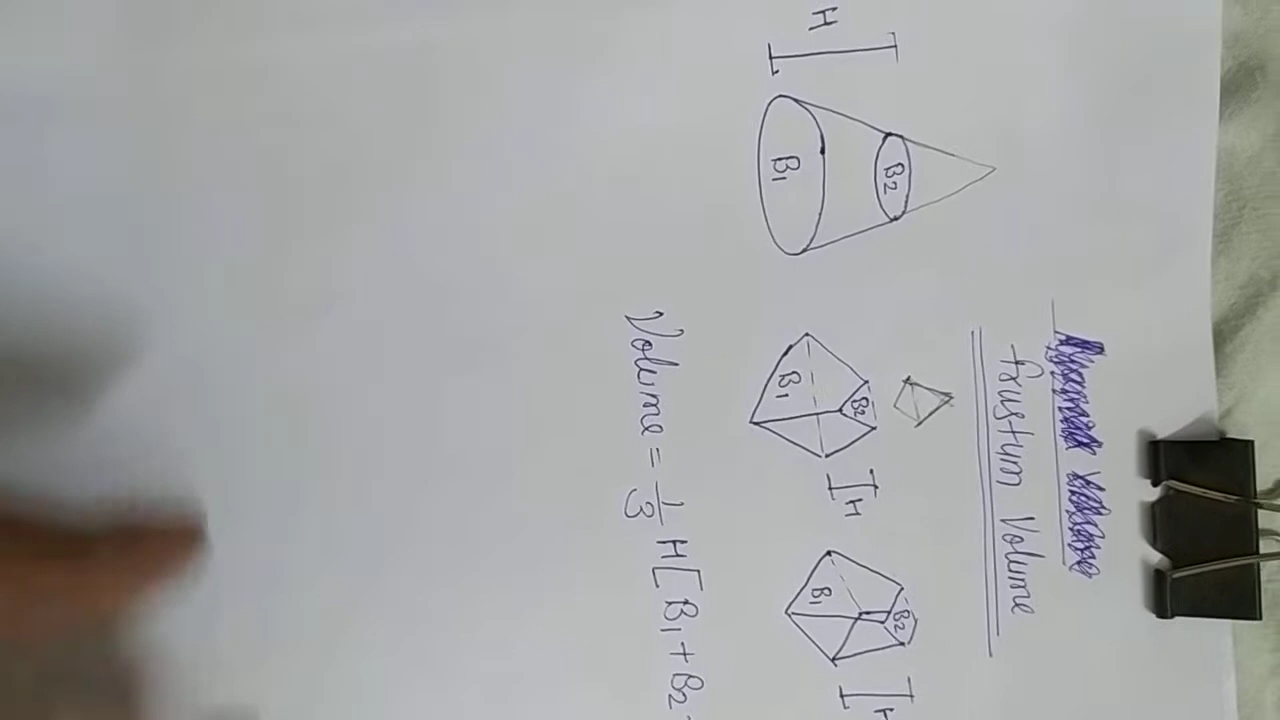 frustum Volume
H
B1
B2
B1
B2
H
B1
B2
H
Volume = 1/3 H [B1 + B2